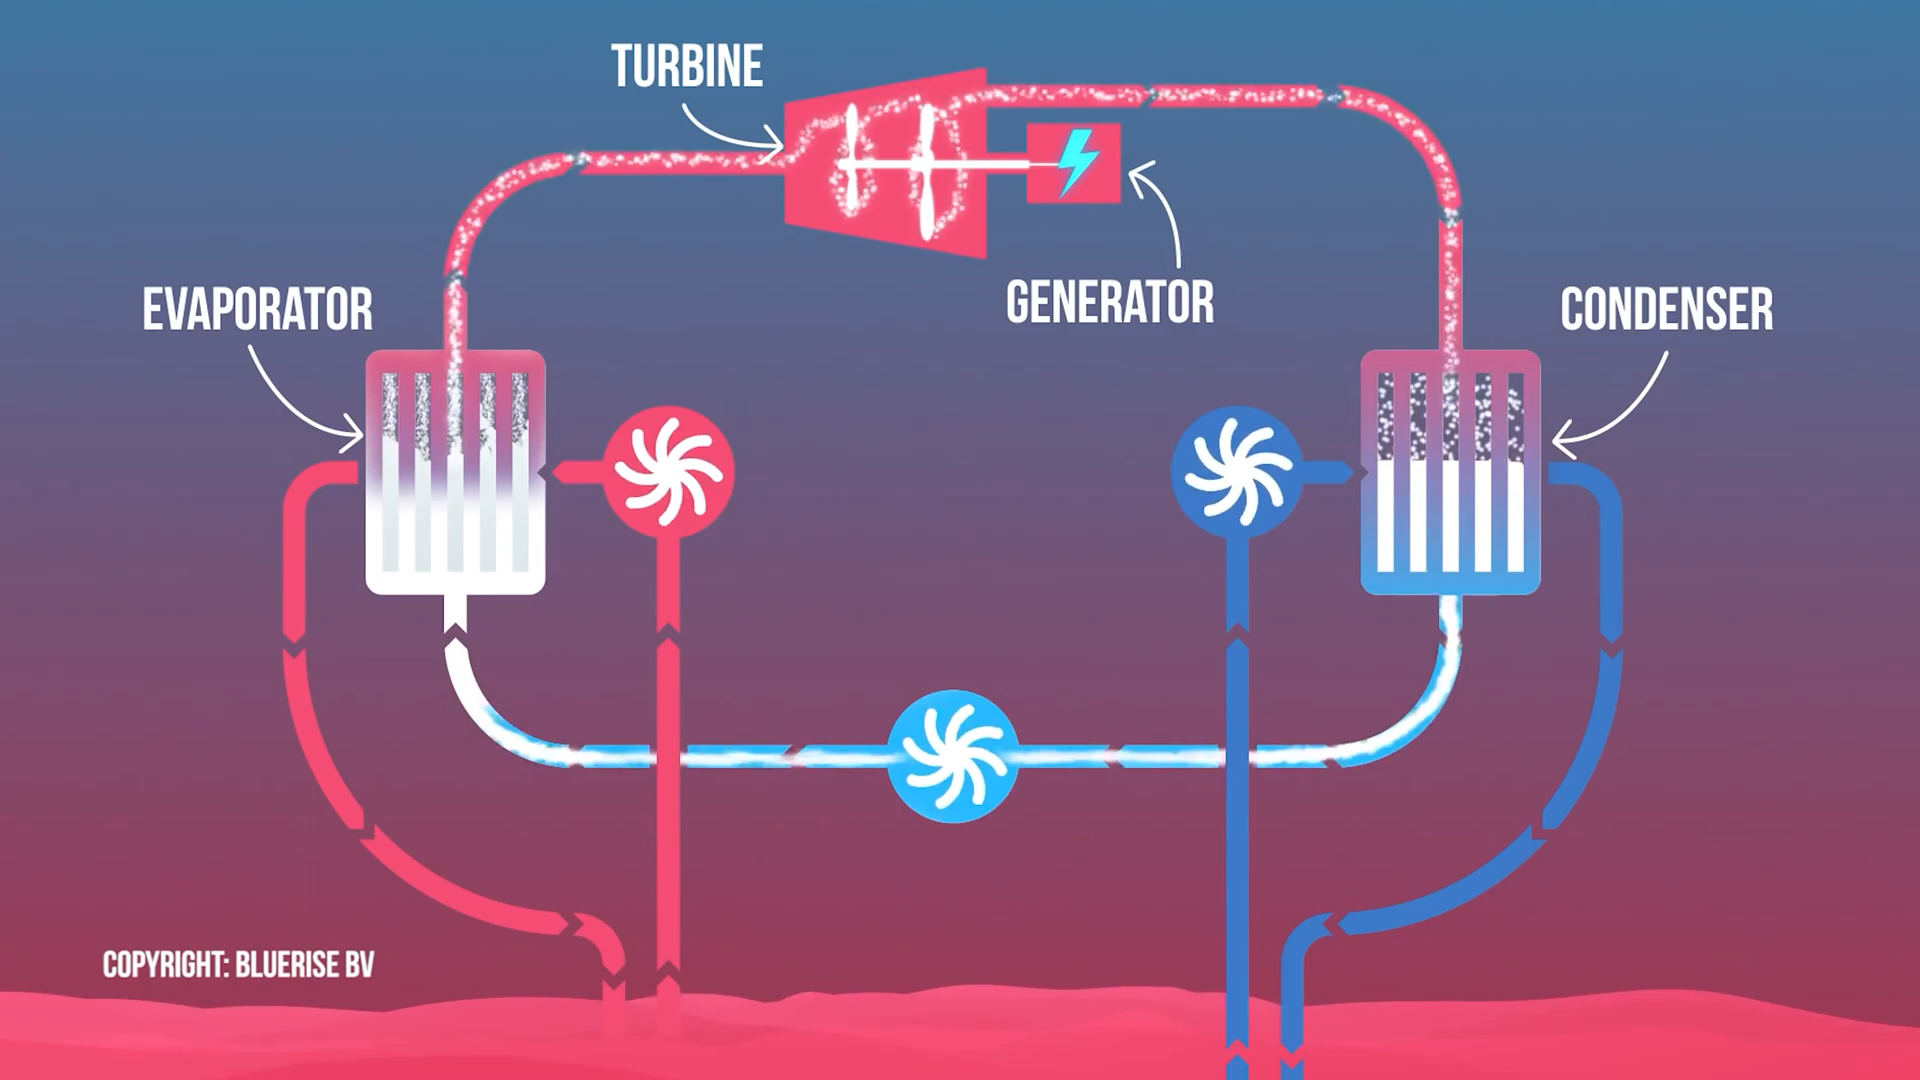 TURBINE
EVAPORATOR
GENERATOR
CONDENSER
COPYRIGHT: BLUERISE BV